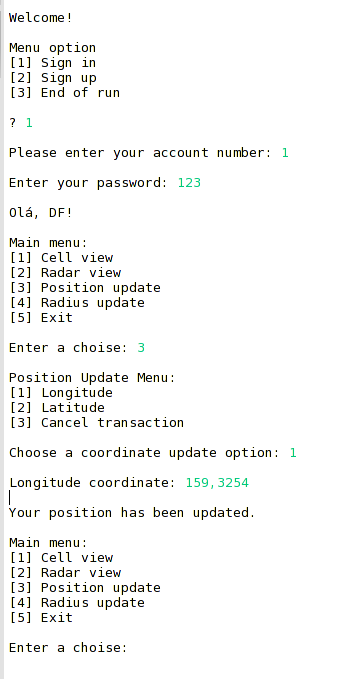 Welcome!
Menu option
[1] Sign in
[2] Sign up
[3] End of run
? 1
Please enter your account number: 1
Enter your password: 123
Olá, DF!
Main menu:
[1] Cell view
[2] Radar view
[3] Position update
[4] Radius update
[5] Exit
Enter a choise: 3
Position Update Menu:
[1] Longitude
[2] Latitude
[3] Cancel transaction
Choose a coordinate update option: 1
Longitude coordinate: 159,3254
Your position has been updated.
Main menu:
[1] Cell view
[2] Radar view
[3] Position update
[4] Radius update
[5] Exit
Enter a choise: